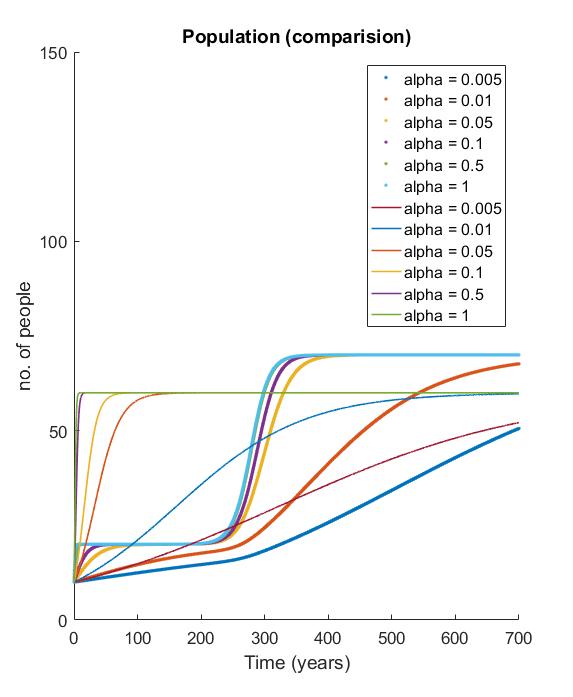 Population (comparision)
150
alpha = 0.005
alpha = 0.01
alpha = 0.05
alpha = 0.1
alpha = 0.5
alpha = 1
alpha = 0.005
alpha = 0.01
alpha = 0.05
alpha = 0.1
alpha = 0.5
alpha = 1
100
no. of people
50
0
0 100 200 300 400 500 600 700
Time (years)